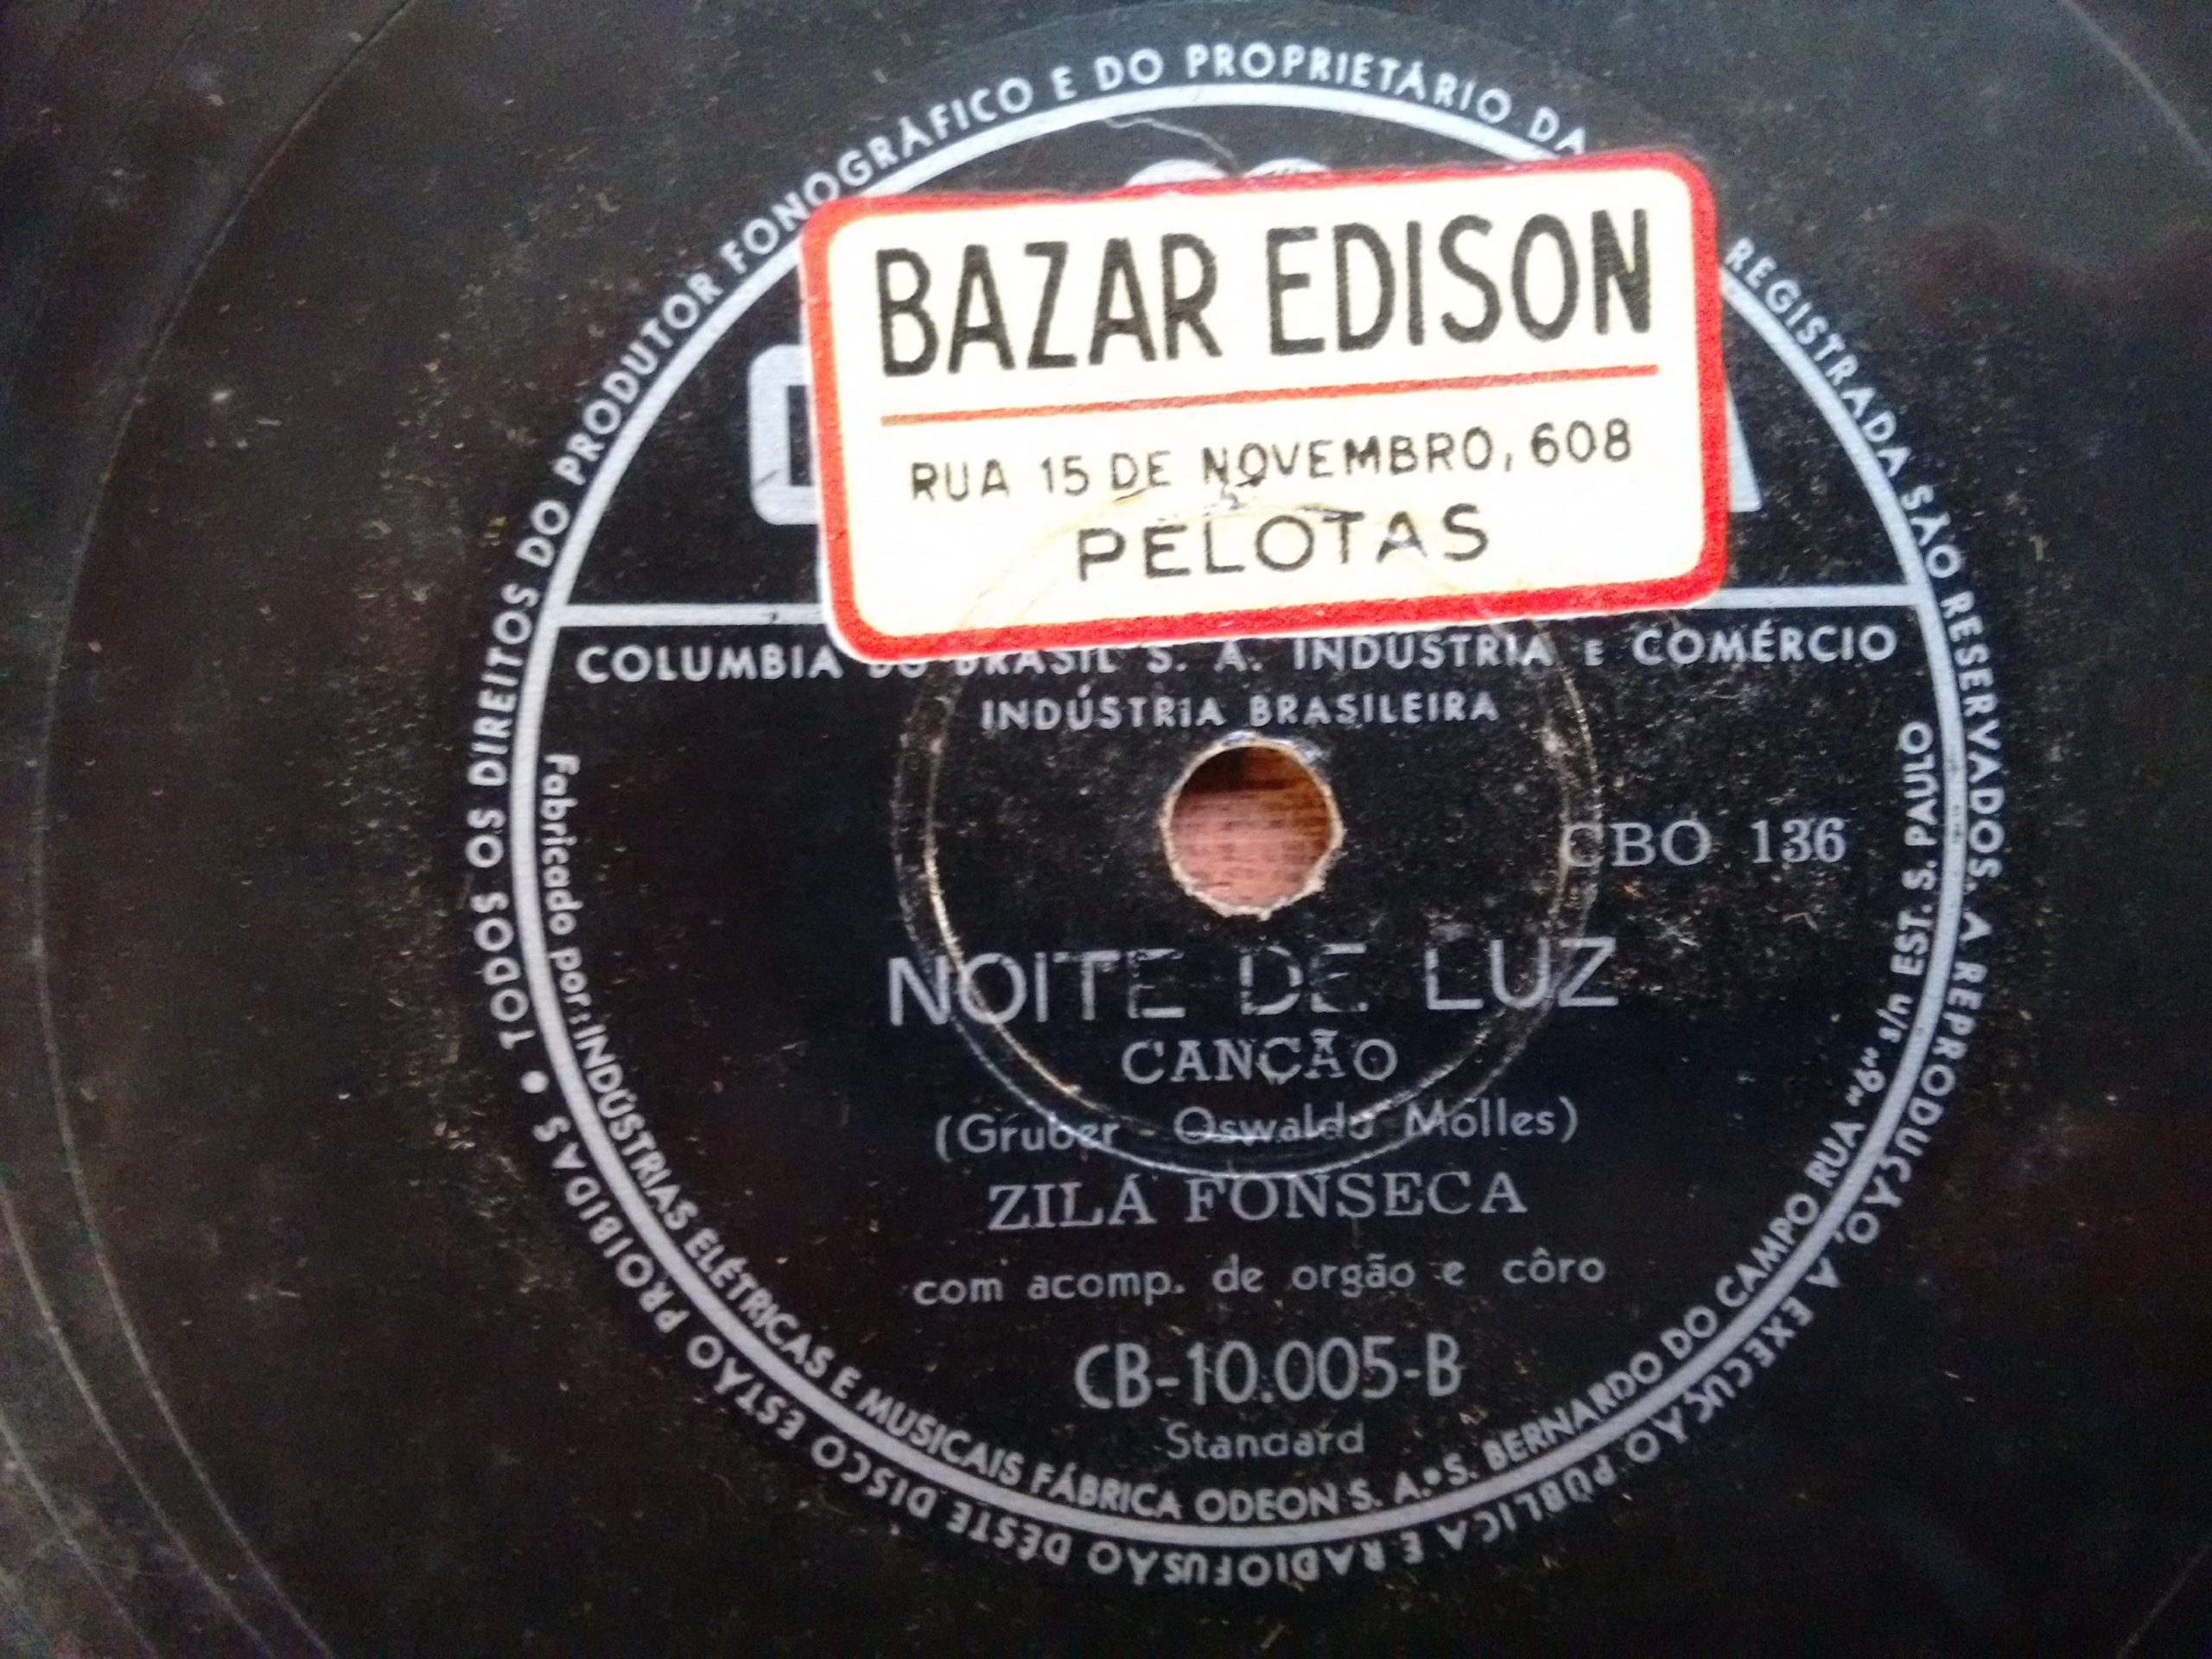 TODOS OS DIREITOS DO PRODUTOR FONOGRÁFICO E DO PROPRIETÁRIO DA REGISTRADA SÃO RESERVADOS. A REPRODUÇÃO, A EXECUÇÃO PÚBLICA E RADIOFUSÃO DÊSTE DISCO ESTÃO PROIBIDAS •
BAZAR EDISON
RUA 15 DE NOVEMBRO, 608
PELOTAS
COLUMBIA DO BRASIL S. A. INDÚSTRIA E COMÉRCIO
INDÚSTRIA BRASILEIRA
CBO 136
NOITE DE LUZ
CANÇÃO
(Gruber - Oswaldo Molles)
ZILÁ FONSECA
com acomp. de orgão e côro
CB-10.005-B
Standard
Fabricado por: INDÚSTRIAS ELÉTRICAS E MUSICAIS FÁBRICA ODEON S. A. • S. BERNARDO DO CAMPO RUA "6" s/n EST. S. PAULO